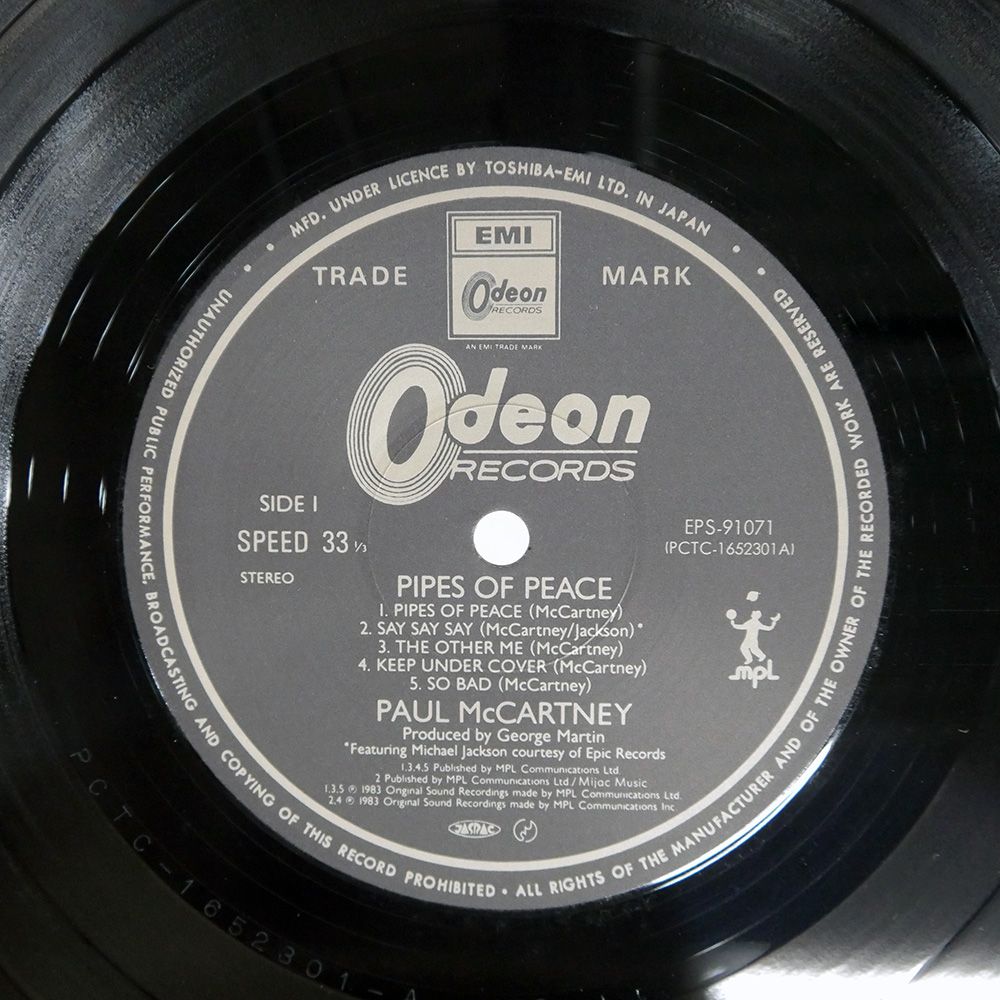 MFD. UNDER LICENCE BY TOSHIBA-EMI LTD. IN JAPAN
EMI
TRADE MARK
Odeon
RECORDS
AN EMI TRADE MARK
Odeon
RECORDS
SIDE 1
SPEED 33 1/3
STEREO
EPS-91071
(PCTC-1652301A)
PIPES OF PEACE
1. PIPES OF PEACE (McCartney)
2. SAY SAY SAY (McCartney/Jackson)*
3. THE OTHER ME (McCartney)
4. KEEP UNDER COVER (McCartney)
5. SO BAD (McCartney)
mpl
PAUL McCARTNEY
Produced by George Martin
*Featuring Michael Jackson courtesy of Epic Records
1.3.4.5 Published by MPL Communications Ltd.
2 Published by MPL Communications Ltd/Mijac Music
1.3.5 ℗ 1983 Original Sound Recordings made by MPL Communications Ltd.
2.4 ℗ 1983 Original Sound Recordings made by MPL Communications Inc
JASRAC
UNAUTHORIZED PUBLIC PERFORMANCE, BROADCASTING AND COPYING OF THIS RECORD PROHIBITED • ALL RIGHTS OF THE MANUFACTURER AND OF THE OWNER OF THE RECORDED WORK ARE RESERVED
PCTC-1652301-A